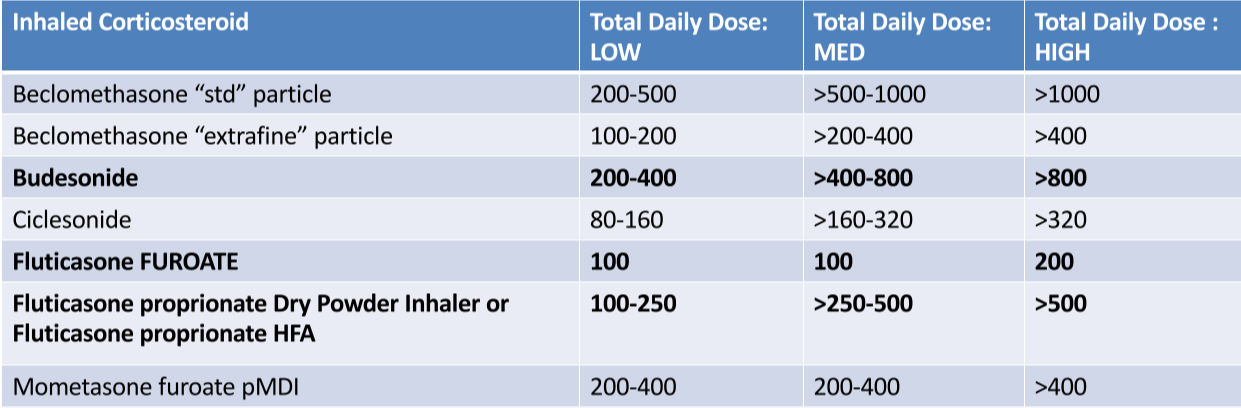 Inhaled Corticosteroid Total Daily Dose: LOW Total Daily Dose: MED Total Daily Dose : HIGH
Beclomethasone “std” particle 200-500 >500-1000 >1000
Beclomethasone “extrafine” particle 100-200 >200-400 >400
Budesonide 200-400 >400-800 >800
Ciclesonide 80-160 >160-320 >320
Fluticasone FUROATE 100 100 200
Fluticasone proprionate Dry Powder Inhaler or 100-250 >250-500 >500
Fluticasone proprionate HFA
Mometasone furoate pMDI 200-400 200-400 >400